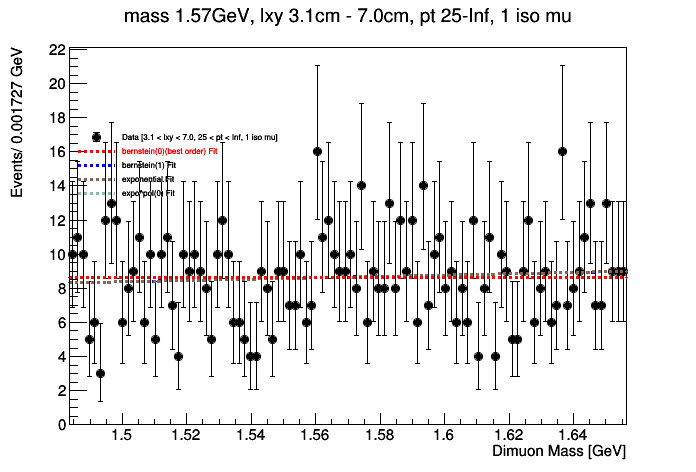 mass 1.57GeV, lxy 3.1cm - 7.0cm, pt 25-Inf, 1 iso mu
Events/ 0.001727 GeV
22
20
18
16
14
12
10
8
6
4
2
0
Data [3.1 < lxy < 7.0, 25 < pt < Inf, 1 iso mu]
bernstein(0)(best order) Fit
bernstein(1) Fit
exponential Fit
expo*pol(0) Fit
1.5 1.52 1.54 1.56 1.58 1.6 1.62 1.64
Dimuon Mass [GeV]